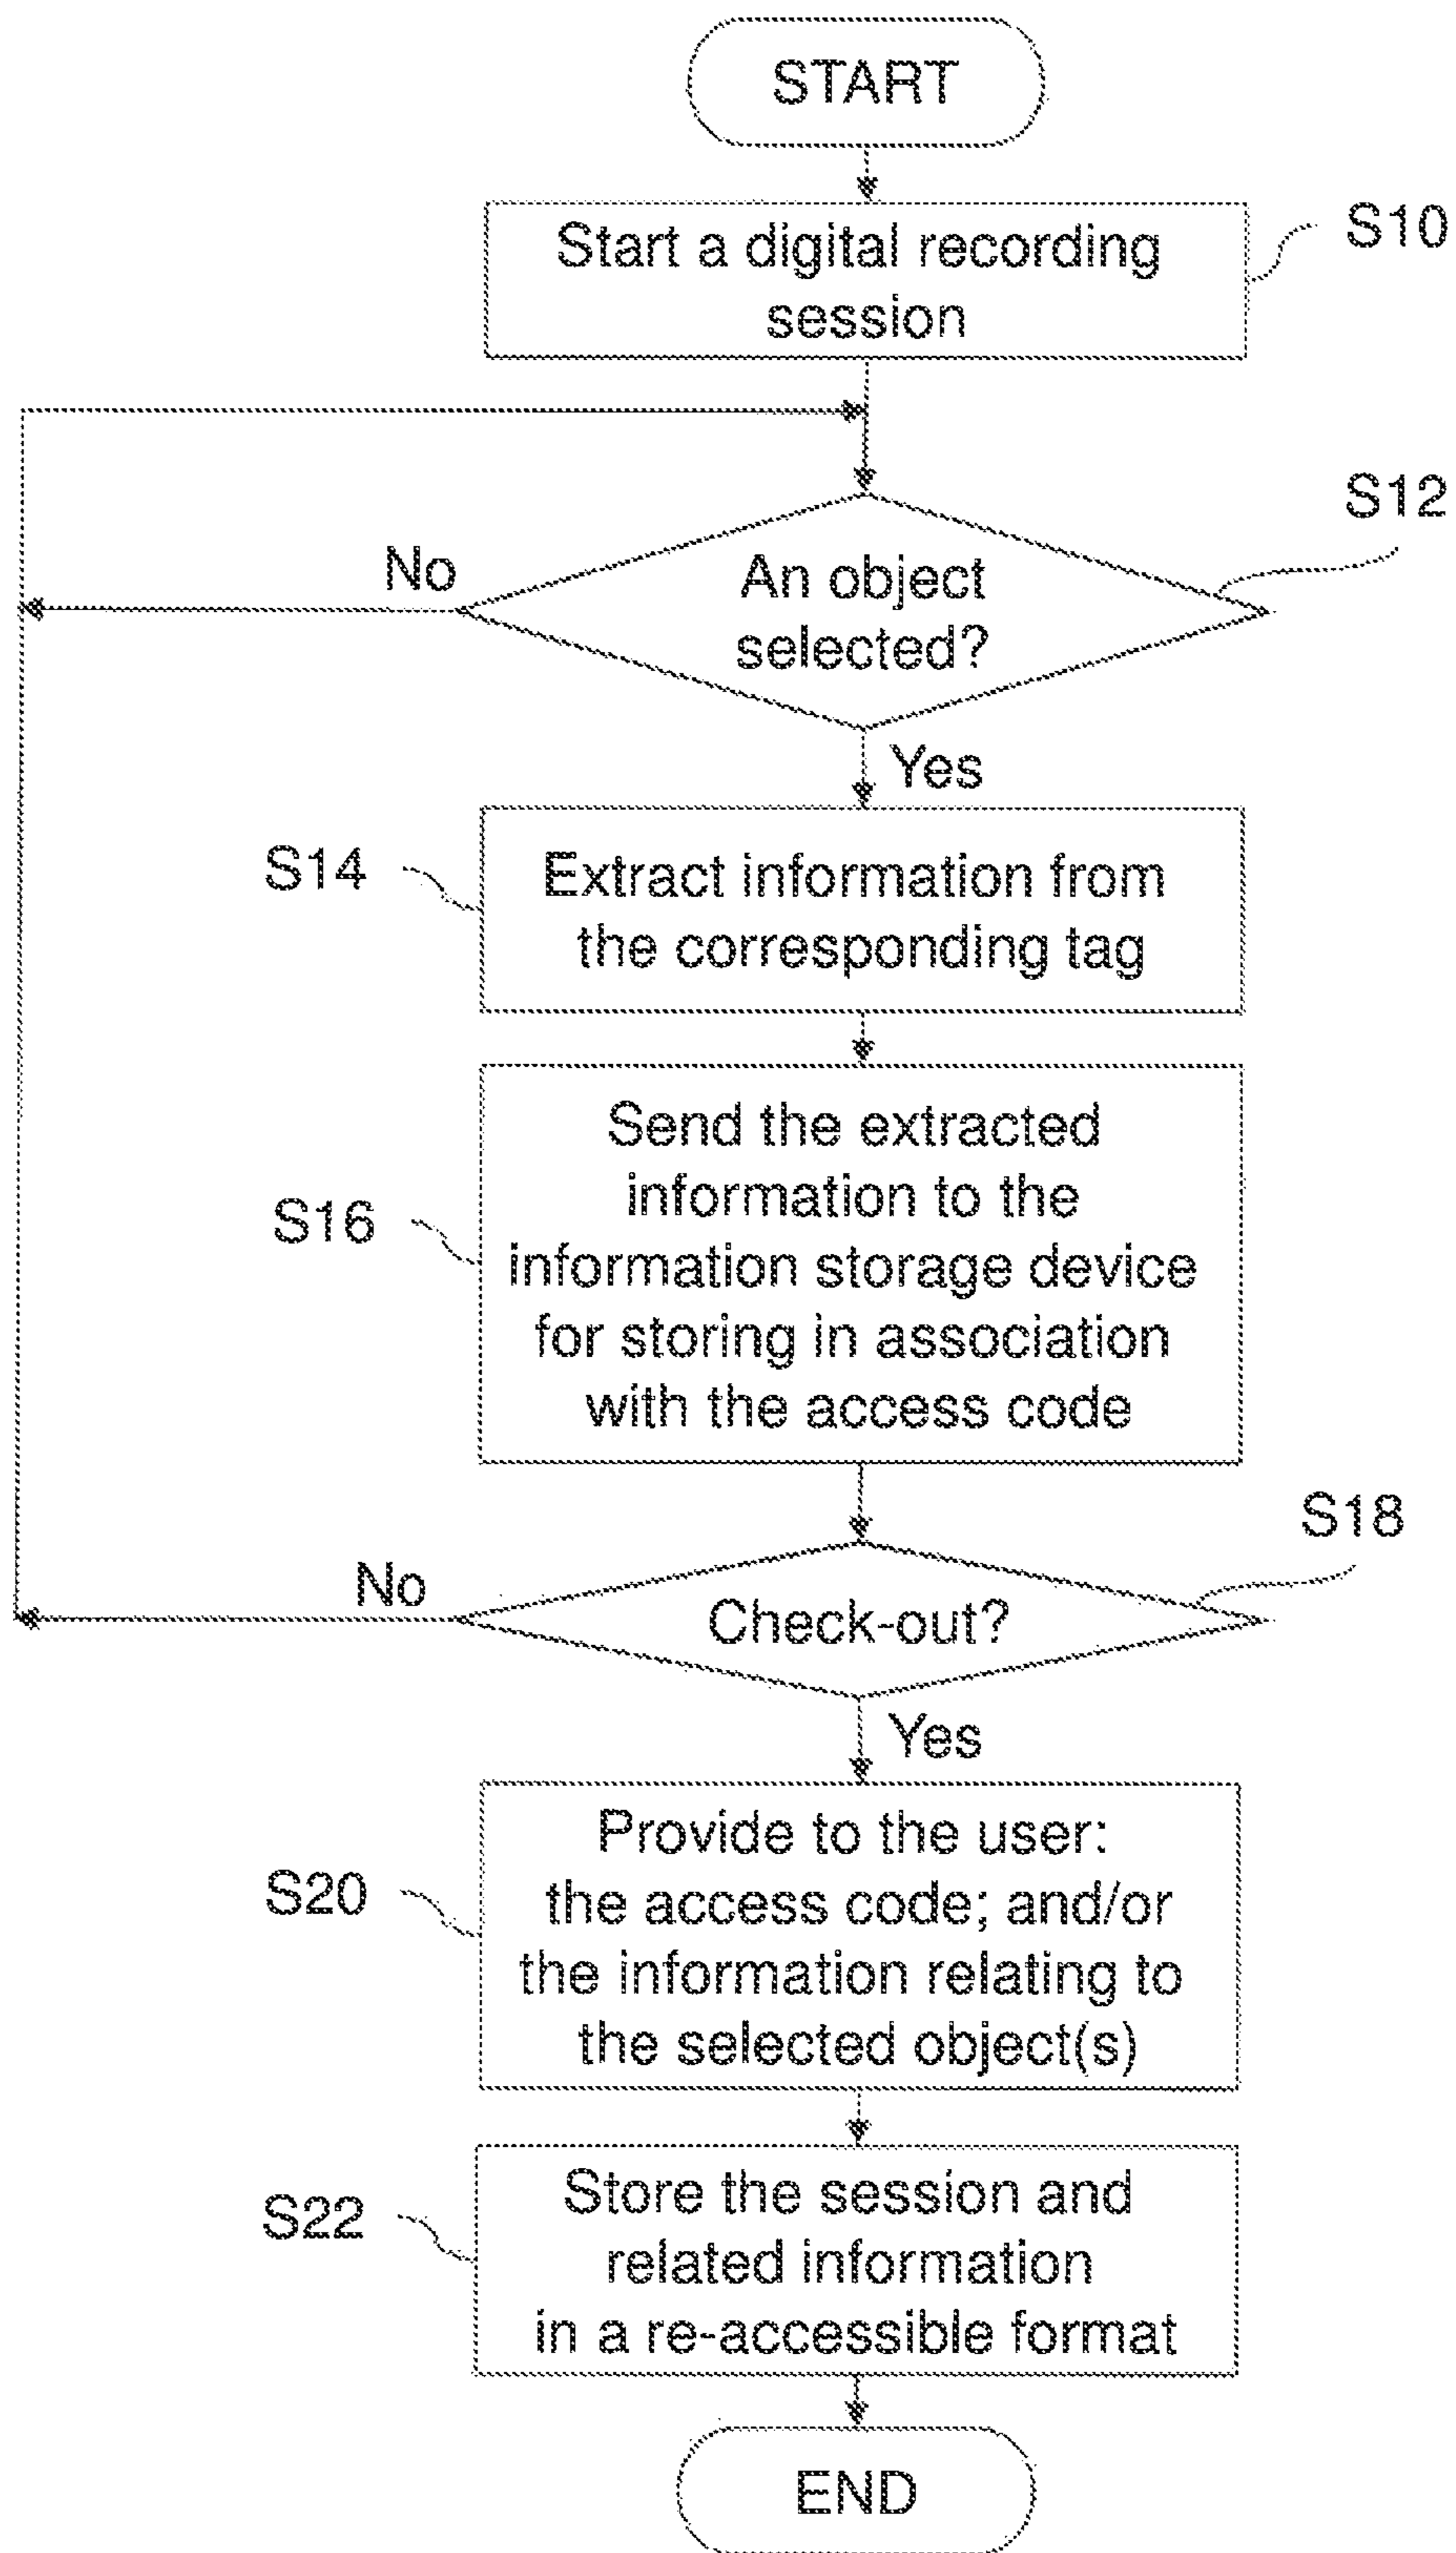 START
Start a digital recording
session
S10
An object
selected?
S12
No
Yes
S14
Extract information from
the corresponding tag
S16
Send the extracted
information to the
information storage device
for storing in association
with the access code
S18
Check-out?
No
Yes
S20
Provide to the user:
the access code; and/or
the information relating to
the selected object(s)
S22
Store the session and
related information
in a re-accessible format
END